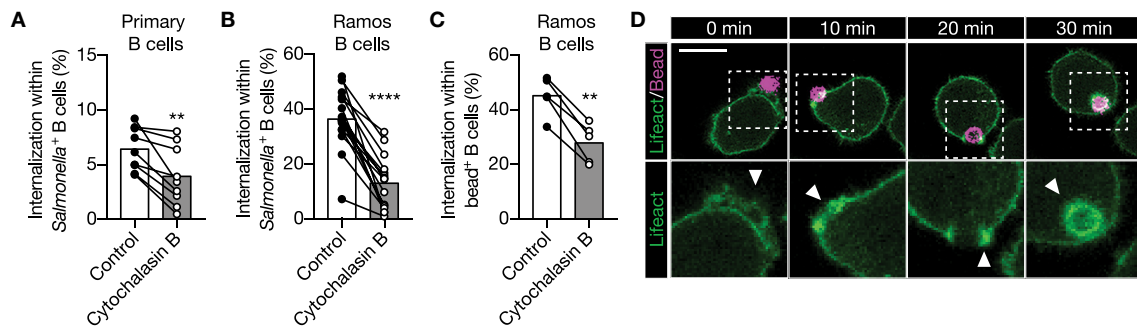 A
Primary
B cells
Internalization within
Salmonella+ B cells (%)
15
10
5
0
**
Control
Cytochalasin B
B
Ramos
B cells
Internalization within
Salmonella+ B cells (%)
60
40
20
0
****
Control
Cytochalasin B
C
Ramos
B cells
Internalization within
bead+ B cells (%)
60
40
20
0
**
Control
Cytochalasin B
D
0 min
10 min
20 min
30 min
Lifeact/Bead
Lifeact